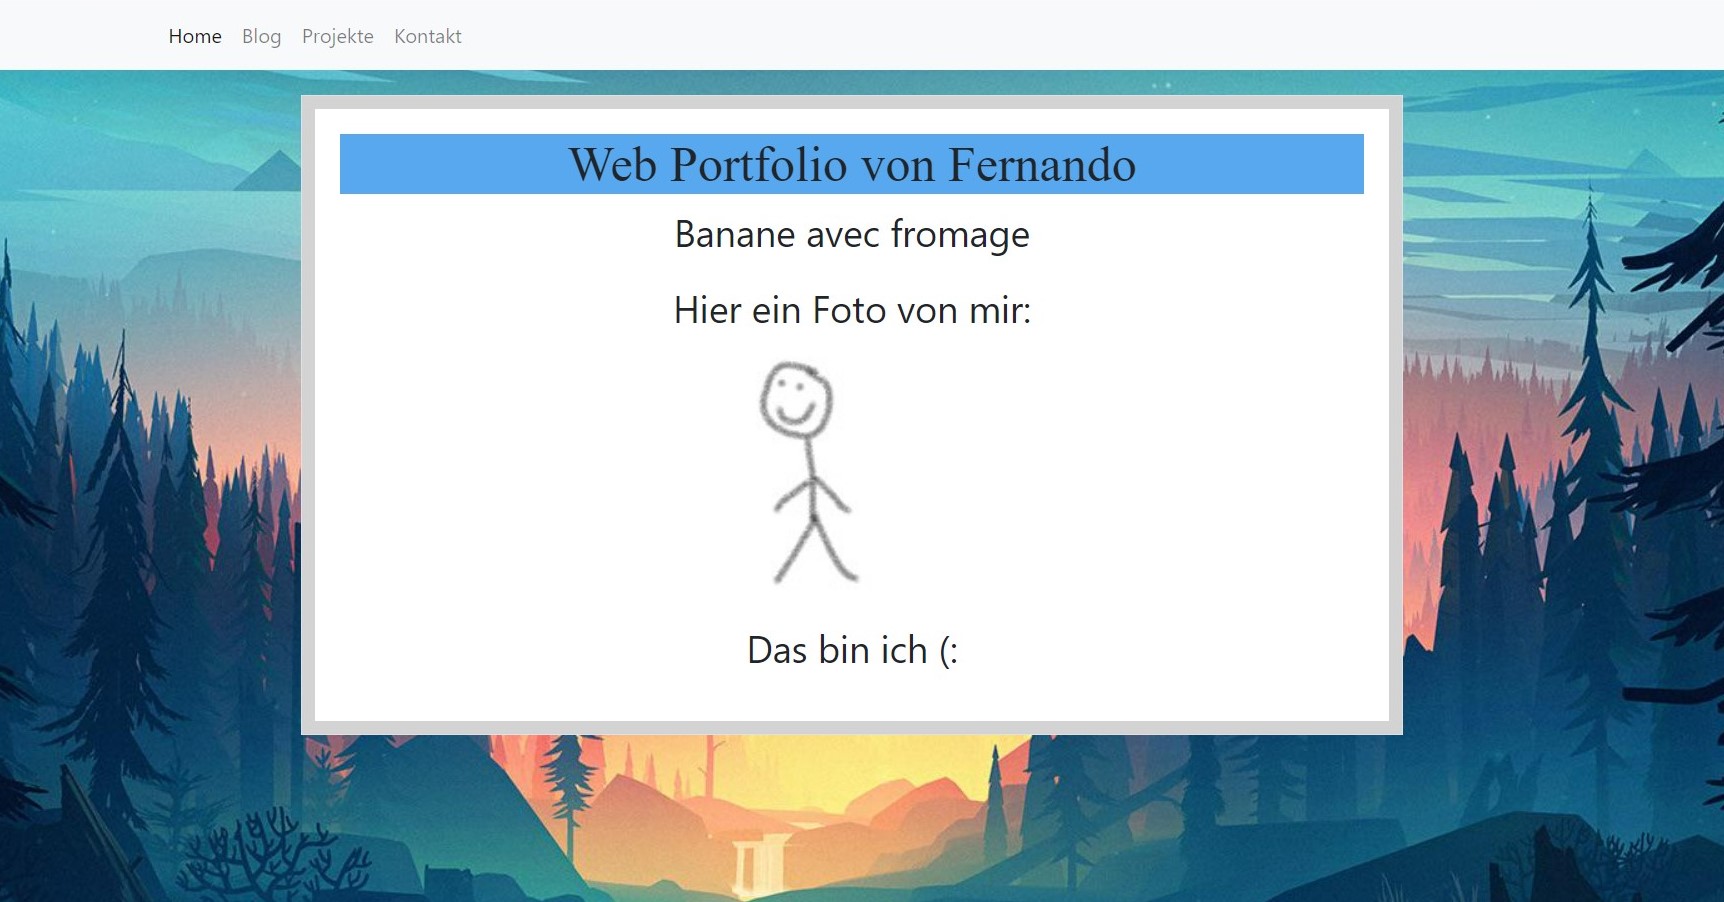 Home Blog Projekte Kontakt
Web Portfolio von Fernando
Banane avec fromage
Hier ein Foto von mir:
Das bin ich (: